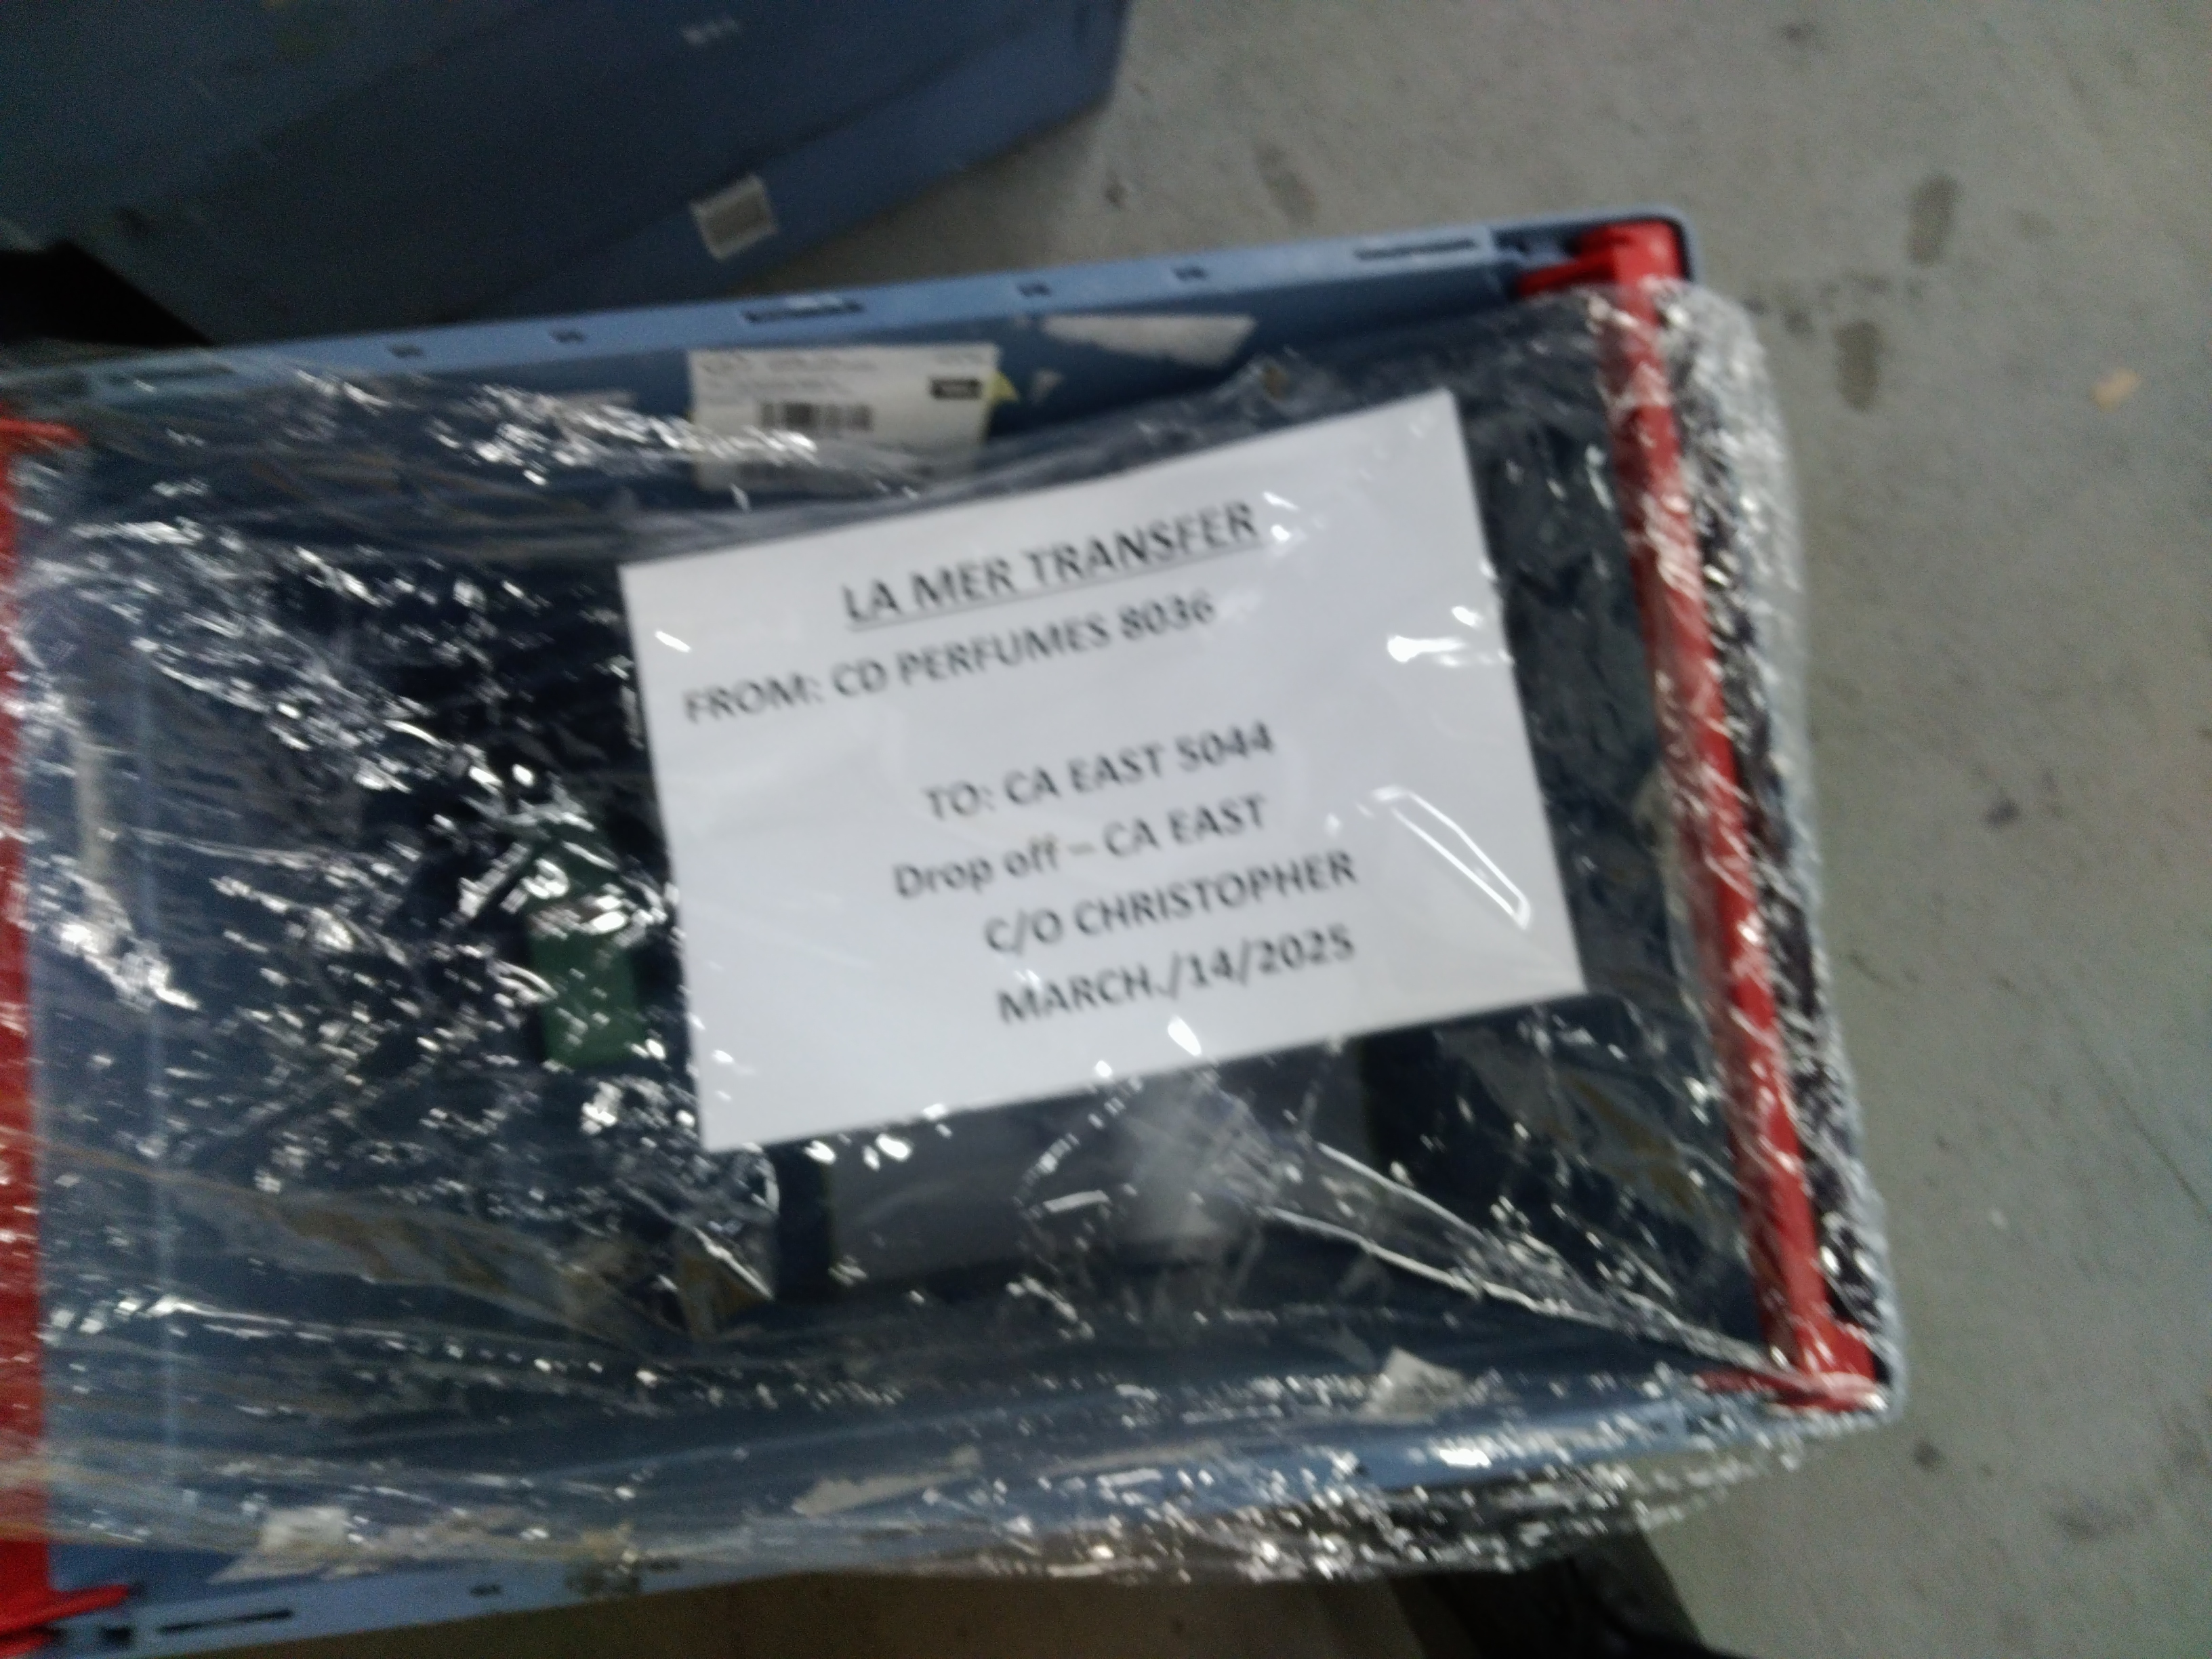 LA MER TRANSFER
FROM: CD PERFUMES 8036
TO: CA EAST 5044
Drop off – CA EAST
C/O CHRISTOPHER
MARCH./14/2025